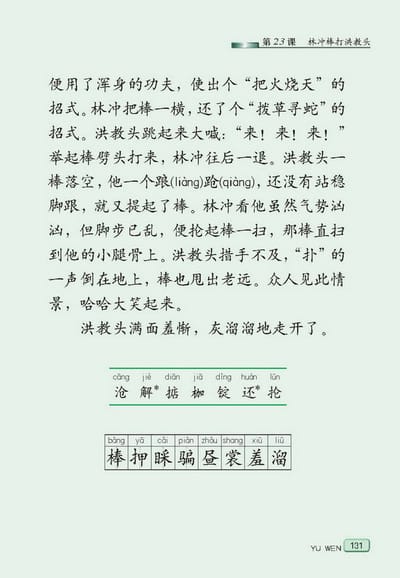 第23课 林冲棒打洪教头
便用了浑身的功夫，使出个“把火烧天”的
招式。林冲把棒一横，还了个“拨草寻蛇”的
招式。洪教头跳起来大喊：“来！来！来！”
举起棒劈头打来，林冲往后一退。洪教头一
棒落空，他一个踉(liàng)跄(qiàng)，还没有站稳
脚跟，就又提起了棒。林冲看他虽然气势汹
汹，但脚步已乱，便抡起棒一扫，那棒直扫
到他的小腿骨上。洪教头措手不及，“扑”的
一声倒在地上，棒也甩出老远。众人见此情
景，哈哈大笑起来。
洪教头满面羞惭，灰溜溜地走开了。
cāng jiè diān jiā dìng huán lūn
沧 解* 掂 枷 锭 还* 抡
bàng yā cǎi piàn zhòu shang xiū liū
棒 押 睬 骗 昼 裳 羞 溜
YU WEN 131